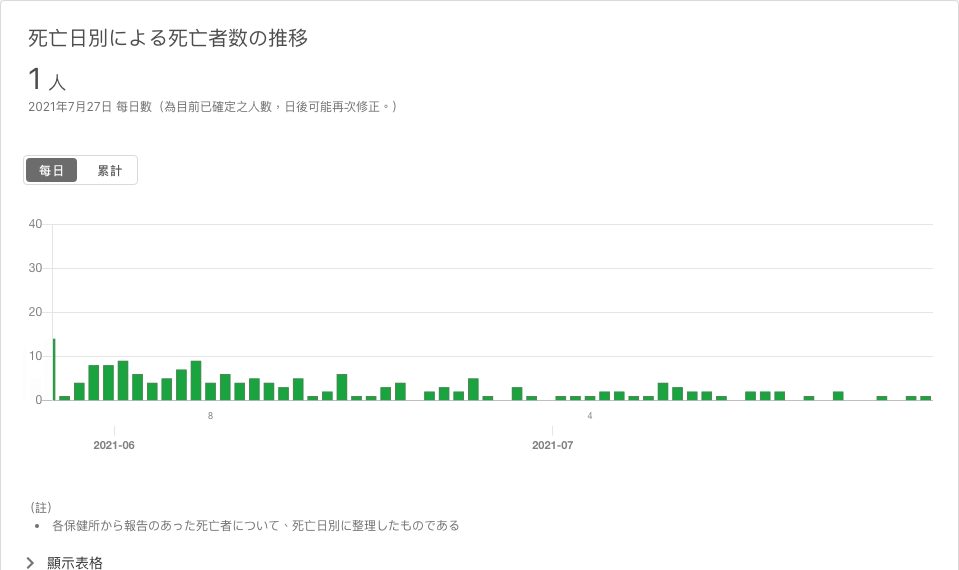 死亡日別による死亡者数の推移
1 人
2021年7月27日 每日數（為目前已確定之人數，日後可能再次修正。）
每日 累計
40
30
20
10
0
8 4
2021-06 2021-07
（註）
• 各保健所から報告のあった死亡者について、死亡日別に整理したものである
顯示表格